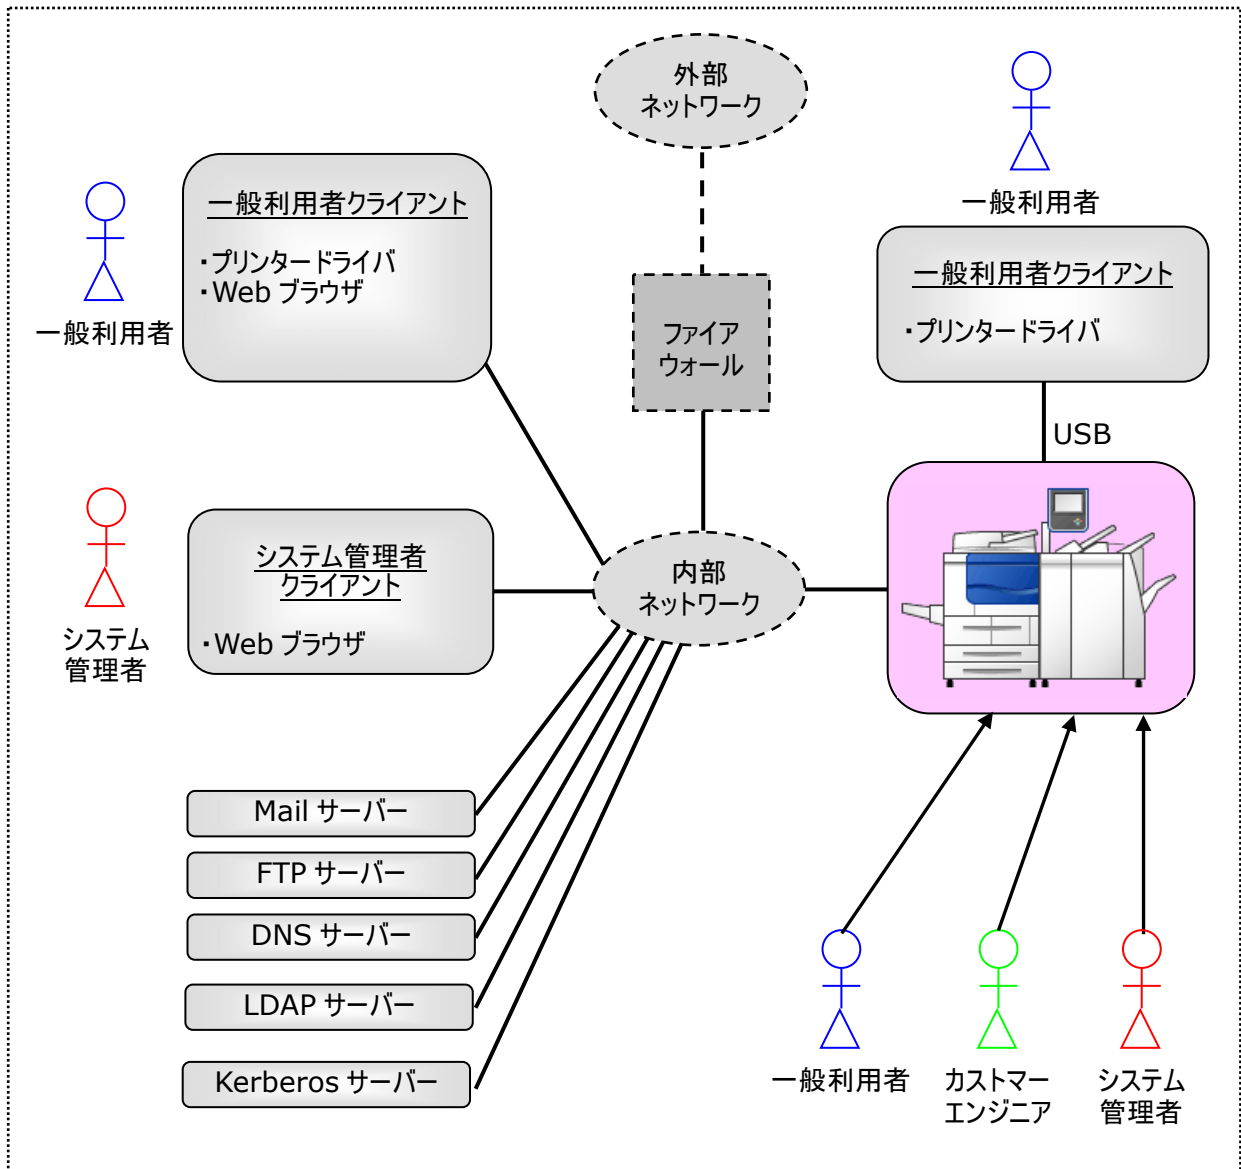 外部
ネットワーク
一般利用者
一般利用者クライアント
・プリンタードライバ
・Web ブラウザ
一般利用者
ファイア
ウォール
一般利用者クライアント
・プリンタードライバ
USB
システム管理者
クライアント
・Web ブラウザ
システム
管理者
内部
ネットワーク
Mail サーバー
FTP サーバー
DNS サーバー
LDAP サーバー
Kerberos サーバー
一般利用者
カストマー
エンジニア
システム
管理者